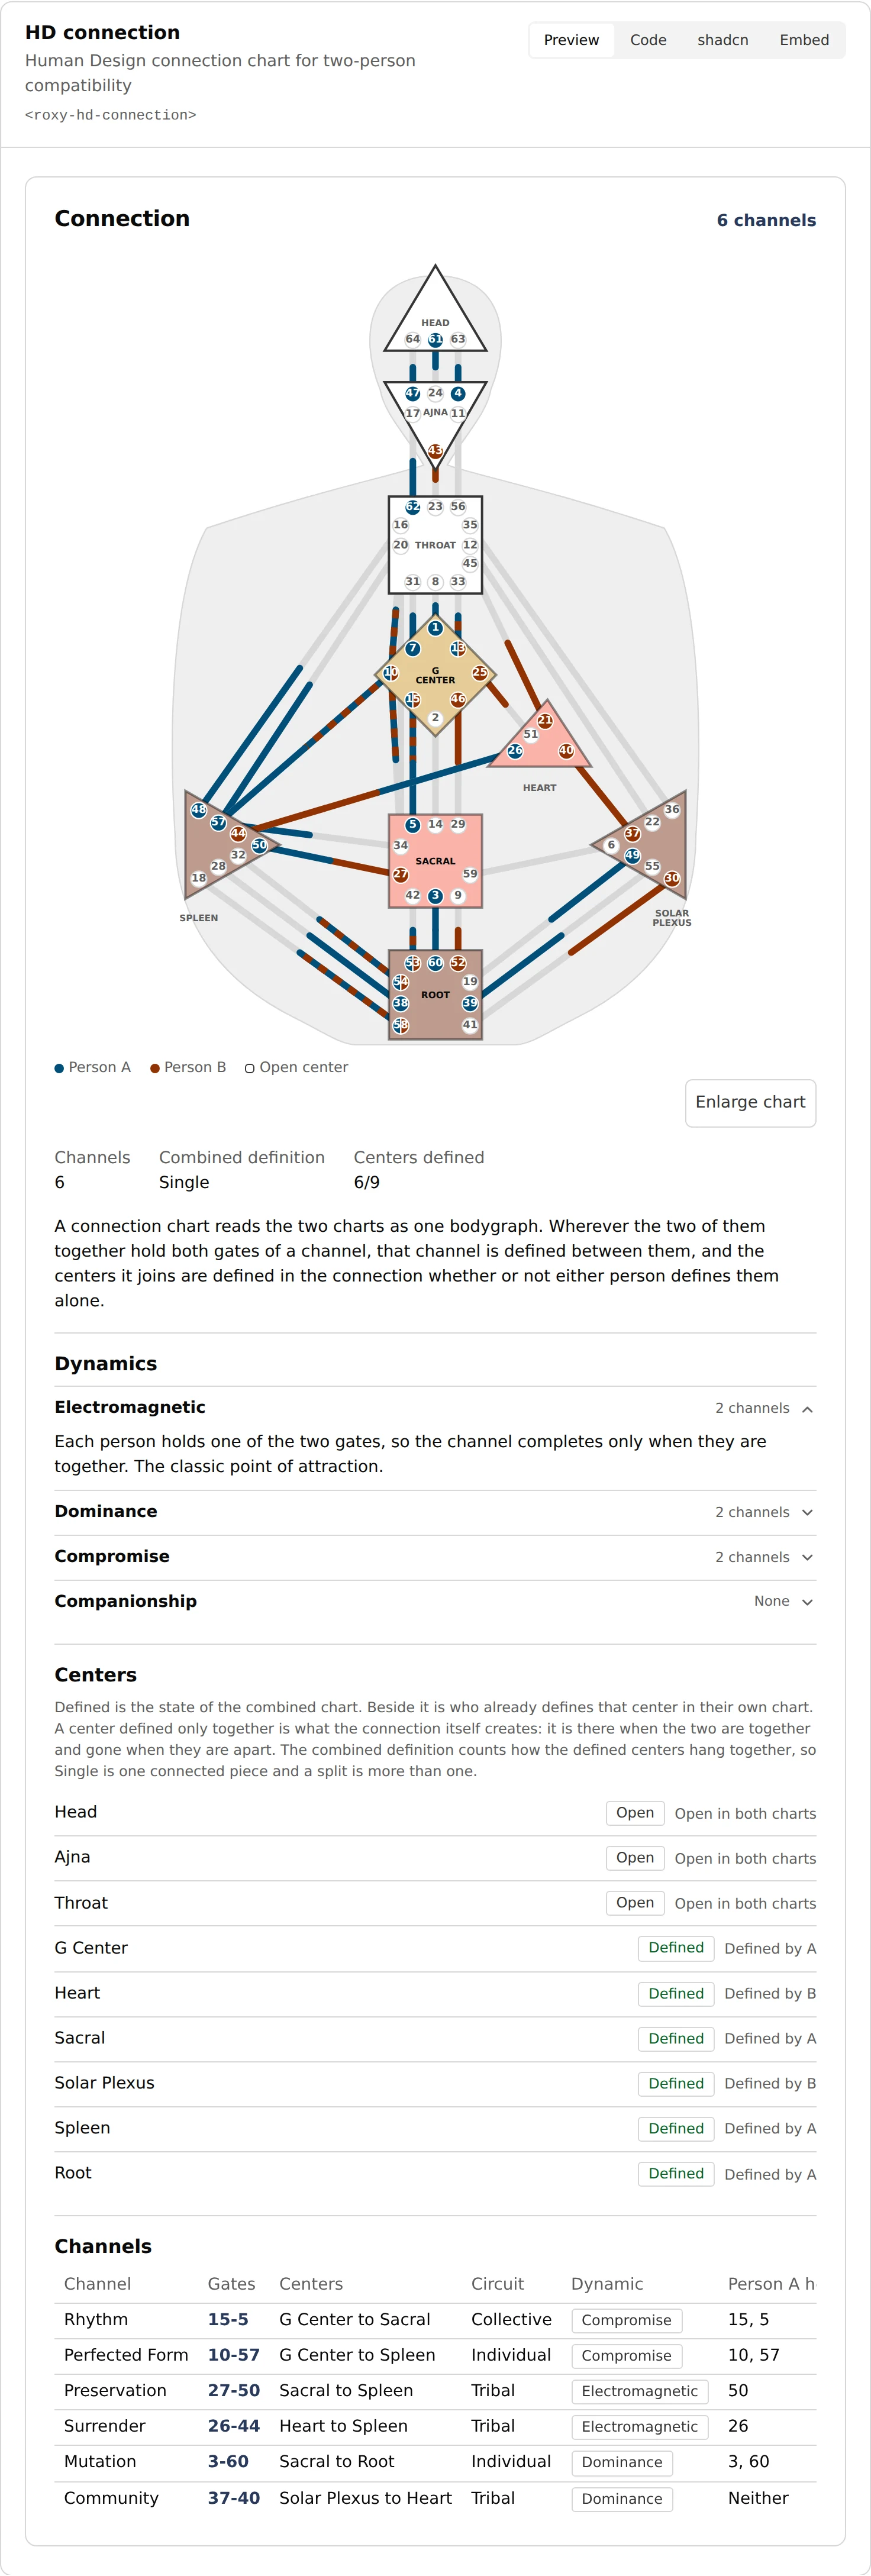 HD connection
Human Design connection chart for two-person
compatibility
<roxy-hd-connection>
Preview Code shadcn Embed
Connection 6 channels
HEAD
64 61 63
47 24 4
17 AJNA 11
43
62 23 56
16 35
20 THROAT 12
45
31 8 33
1
7 13
10 G CENTER 25
15 46
2
21
51
26 40
HEART
48
57
44
50
32
28
18
SPLEEN
5 14 29
34
SACRAL
27 59
42 3 9
36
22
37
6
49
55
30
SOLAR
PLEXUS
53 60 52
54 19
ROOT
38 39
58 41
Person A Person B Open center
Enlarge chart
Channels Combined definition Centers defined
6 Single 6/9
A connection chart reads the two charts as one bodygraph. Wherever the two of them
together hold both gates of a channel, that channel is defined between them, and the
centers it joins are defined in the connection whether or not either person defines them
alone.
Dynamics
Electromagnetic 2 channels
Each person holds one of the two gates, so the channel completes only when they are
together. The classic point of attraction.
Dominance 2 channels
Compromise 2 channels
Companionship None
Centers
Defined is the state of the combined chart. Beside it is who already defines that center in their own chart.
A center defined only together is what the connection itself creates: it is there when the two are together
and gone when they are apart. The combined definition counts how the defined centers hang together, so
Single is one connected piece and a split is more than one.
Head Open Open in both charts
Ajna Open Open in both charts
Throat Open Open in both charts
G Center Defined Defined by A
Heart Defined Defined by B
Sacral Defined Defined by A
Solar Plexus Defined Defined by B
Spleen Defined Defined by A
Root Defined Defined by A
Channels
Channel Gates Centers Circuit Dynamic Person A h
Rhythm 15-5 G Center to Sacral Collective Compromise 15, 5
Perfected Form 10-57 G Center to Spleen Individual Compromise 10, 57
Preservation 27-50 Sacral to Spleen Tribal Electromagnetic 50
Surrender 26-44 Heart to Spleen Tribal Electromagnetic 26
Mutation 3-60 Sacral to Root Individual Dominance 3, 60
Community 37-40 Solar Plexus to Heart Tribal Dominance Neither